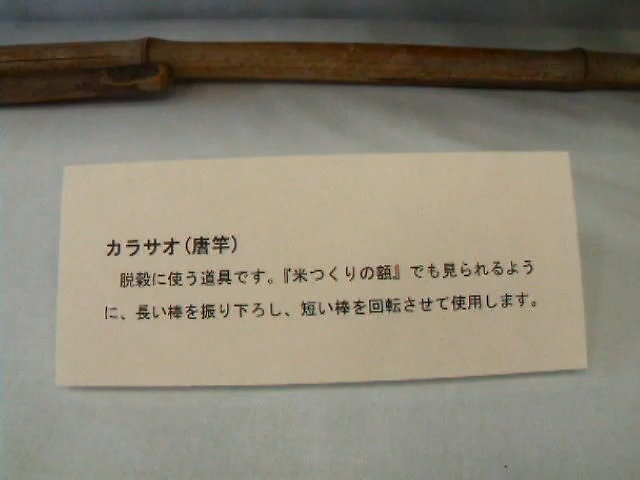 カラサオ(唐竿)
脱穀に使う道具です。『米つくりの額』でも見られるよう
に、長い棒を振り下ろし、短い棒を回転させて使用します。